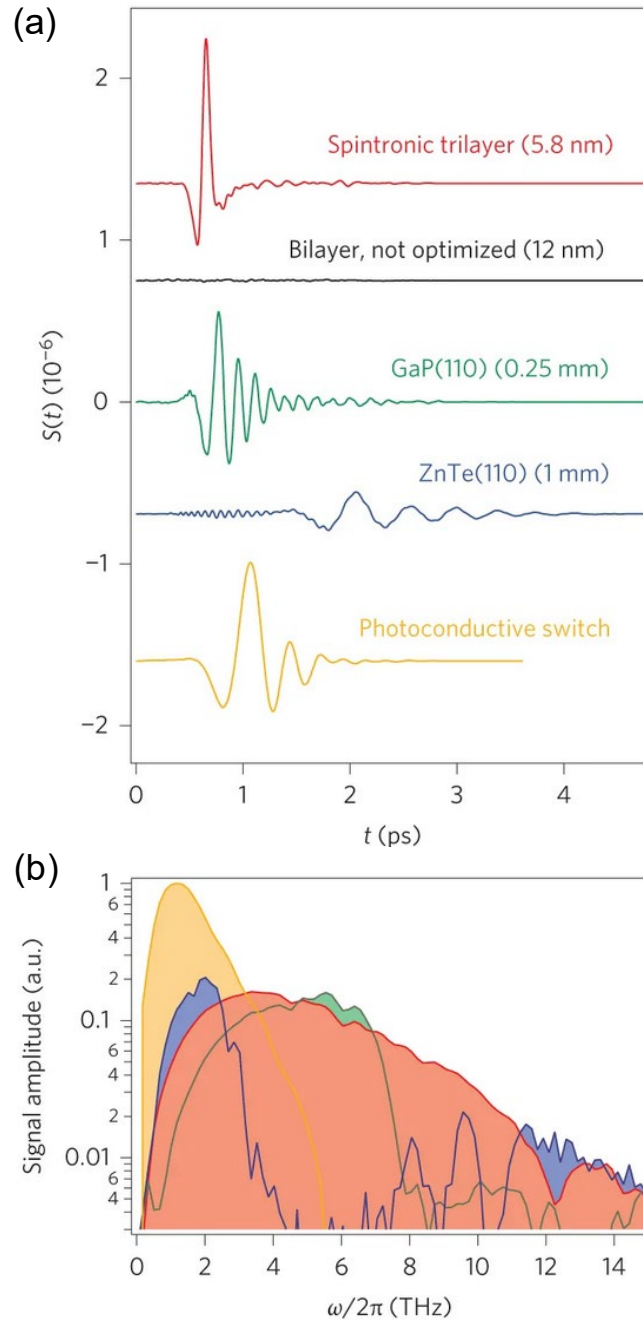 (a)
2
1
0
−1
−2
S(t) (10⁻⁶)
Spintronic trilayer (5.8 nm)
Bilayer, not optimized (12 nm)
GaP(110) (0.25 mm)
ZnTe(110) (1 mm)
Photoconductive switch
0 1 2 3 4
t (ps)
(b)
1
6
4
2
0.1
6
4
2
0.01
6
4
Signal amplitude (a.u.)
0 2 4 6 8 10 12 14
ω/2π (THz)